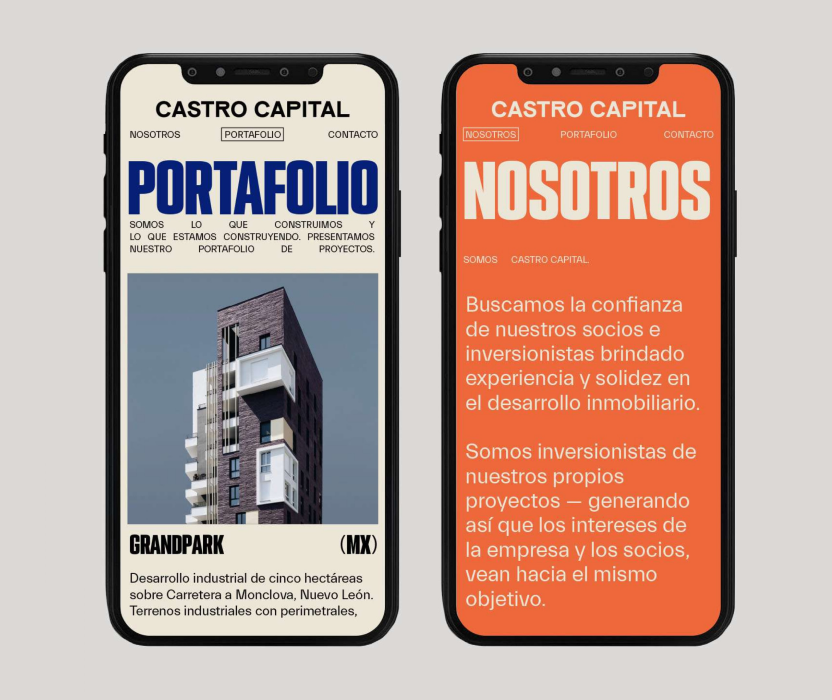 CASTRO CAPITAL
NOSOTROS PORTAFOLIO CONTACTO
PORTAFOLIO
SOMOS LO QUE CONSTRUIMOS Y
LO QUE ESTAMOS CONSTRUYENDO. PRESENTAMOS
NUESTRO PORTAFOLIO DE PROYECTOS.
GRANDPARK (MX)
Desarrollo industrial de cinco hectáreas
sobre Carretera a Monclova, Nuevo León.
Terrenos industriales con perimetrales,
CASTRO CAPITAL
NOSOTROS PORTAFOLIO CONTACTO
NOSOTROS
SOMOS CASTRO CAPITAL.
Buscamos la confianza
de nuestros socios e
inversionistas brindado
experiencia y solidez en
el desarrollo inmobiliario.
Somos inversionistas de
nuestros propios
proyectos — generando
así que los intereses de
la empresa y los socios,
vean hacia el mismo
objetivo.